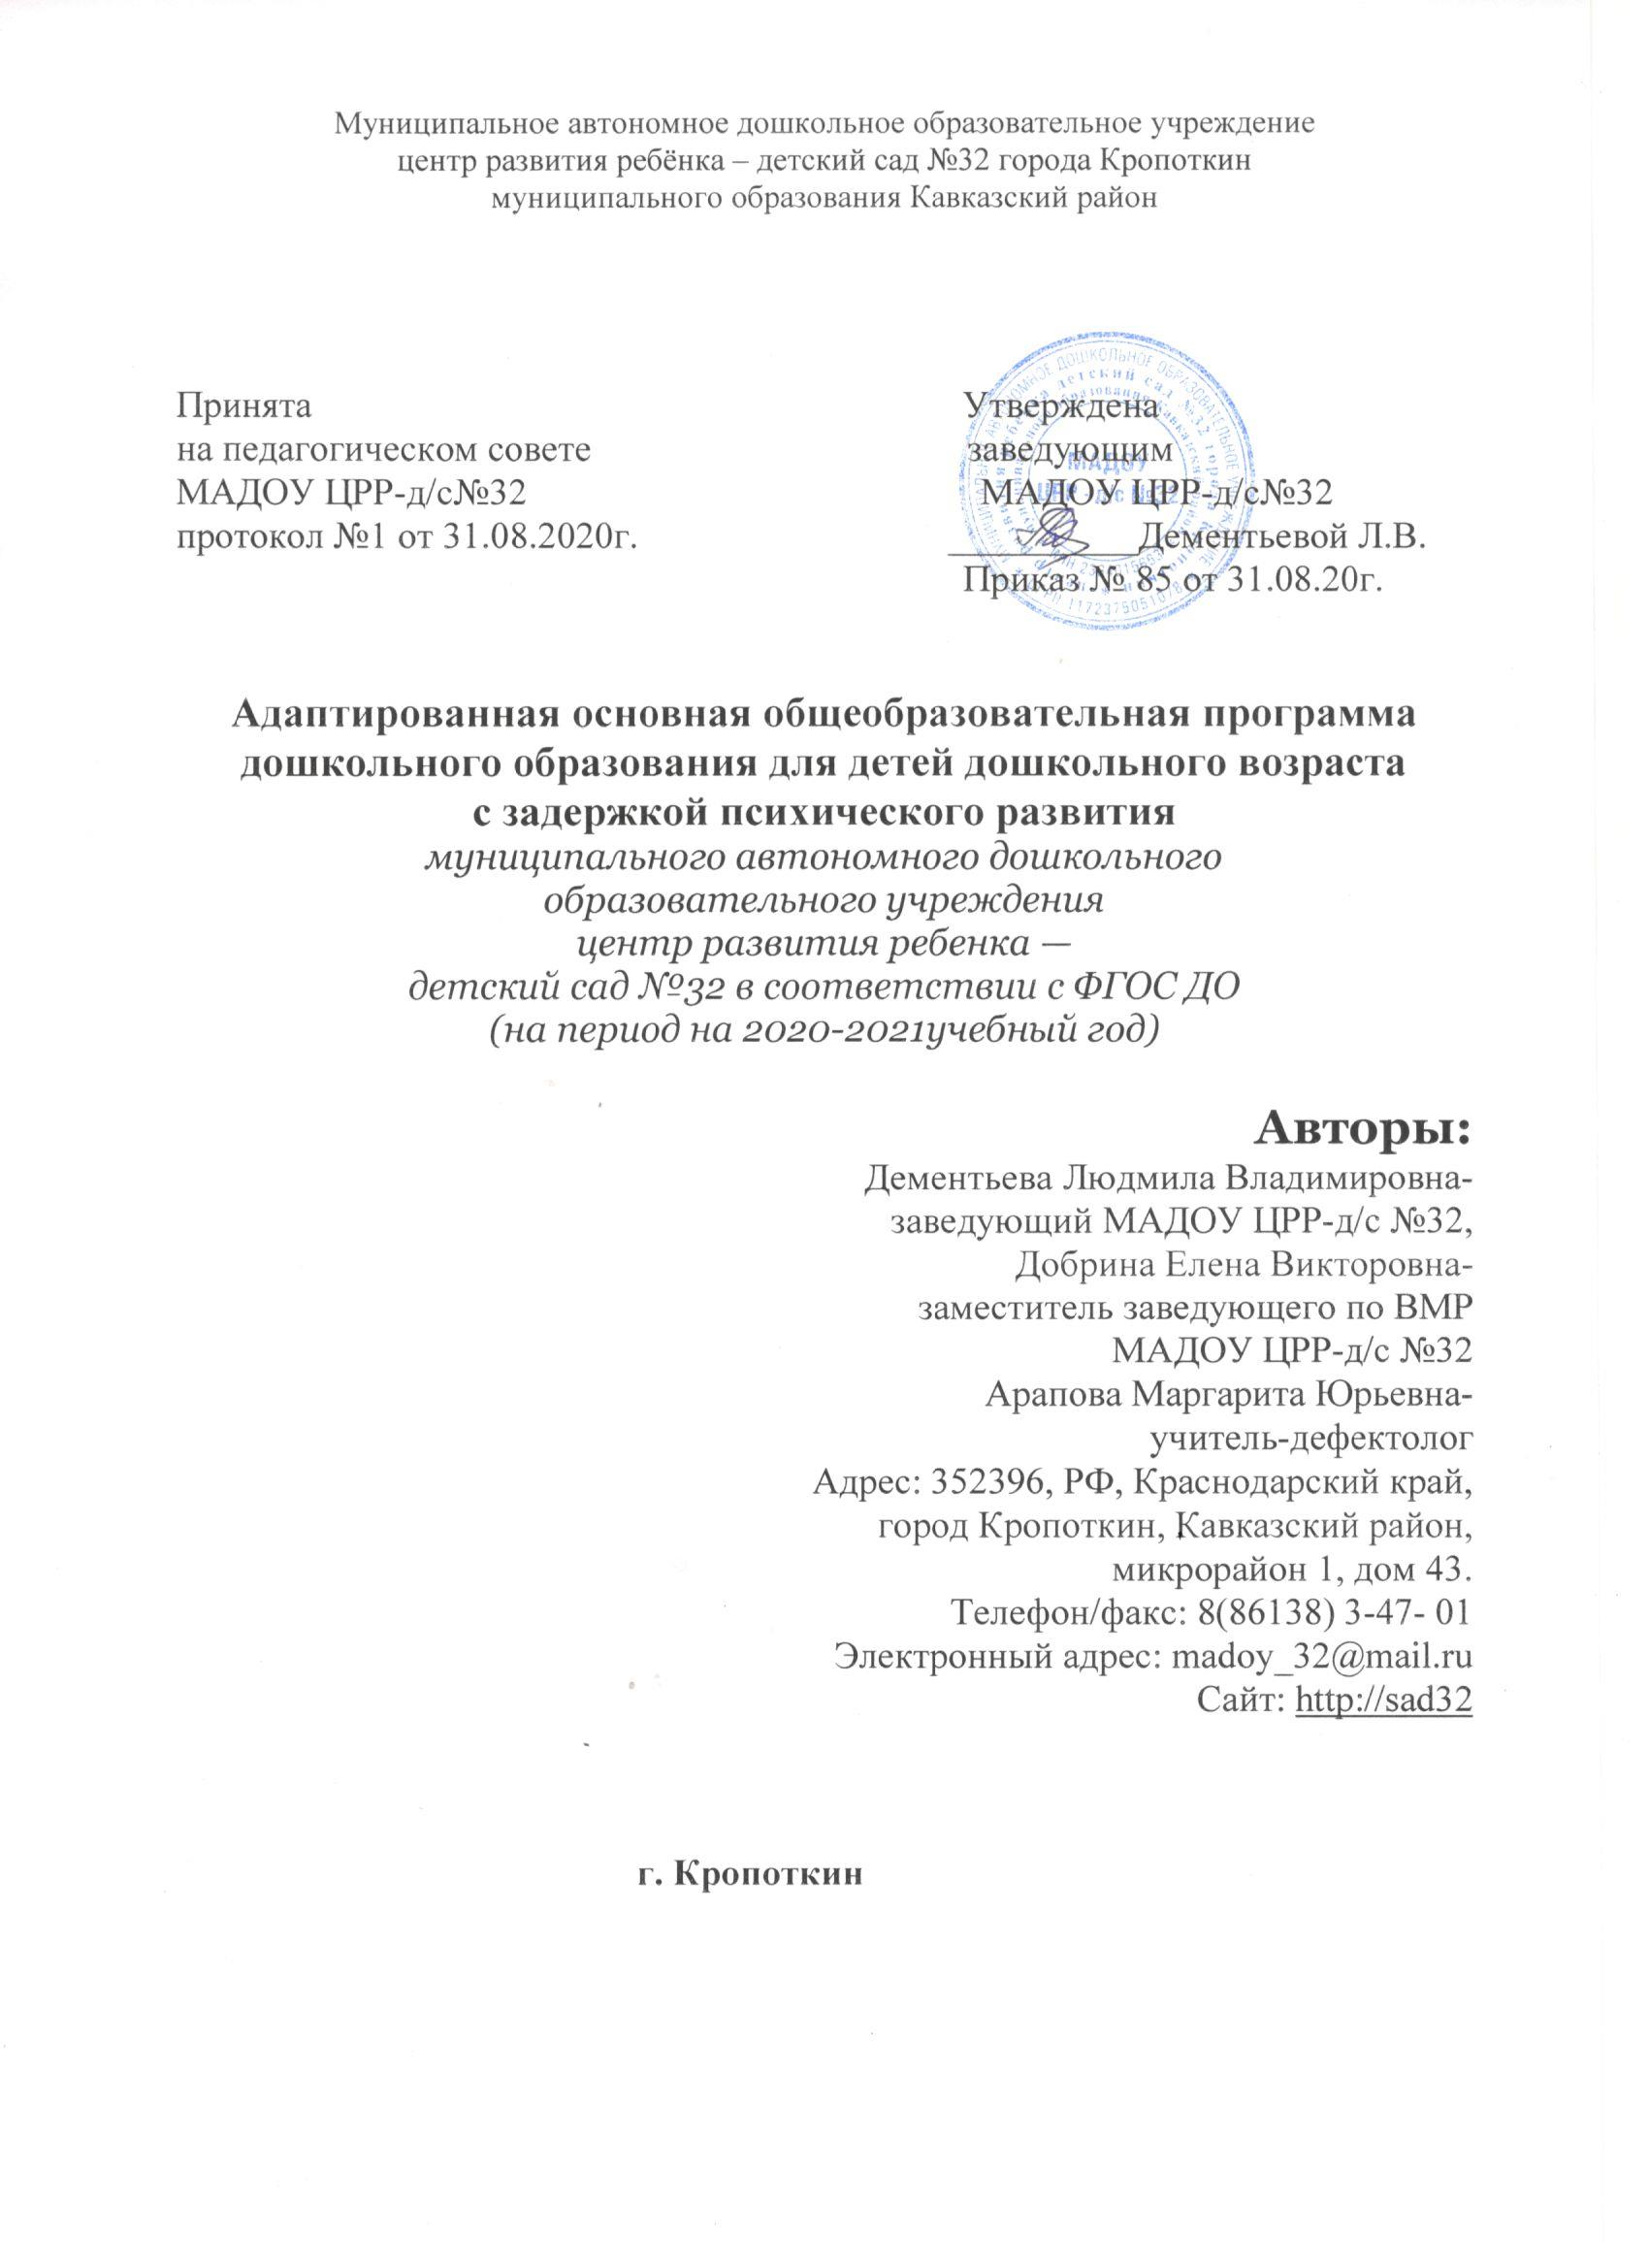 Муниципальное автономное дошкольное образовательное учреждение
центр развития ребёнка – детский сад №32 города Кропоткин
муниципального образования Кавказский район
Принята
на педагогическом совете
МАДОУ ЦРР-д/с№32
протокол №1 от 31.08.2020г.
Утверждена
заведующим
МАДОУ ЦРР-д/с№32
__________Дементьевой Л.В.
Приказ № 85 от 31.08.20г.
МАДОУ
ЦРР - д/с №32
Адаптированная основная общеобразовательная программа
дошкольного образования для детей дошкольного возраста
с задержкой психического развития
муниципального автономного дошкольного
образовательного учреждения
центр развития ребенка —
детский сад №32 в соответствии с ФГОС ДО
(на период на 2020-2021учебный год)
Авторы:
Дементьева Людмила Владимировна-
заведующий МАДОУ ЦРР-д/с №32,
Добрина Елена Викторовна-
заместитель заведующего по ВМР
МАДОУ ЦРР-д/с №32
Арапова Маргарита Юрьевна-
учитель-дефектолог
Адрес: 352396, РФ, Краснодарский край,
город Кропоткин, Кавказский район,
микрорайон 1, дом 43.
Телефон/факс: 8(86138) 3-47- 01
Электронный адрес: madoy_32@mail.ru
Сайт: http://sad32
г. Кропоткин